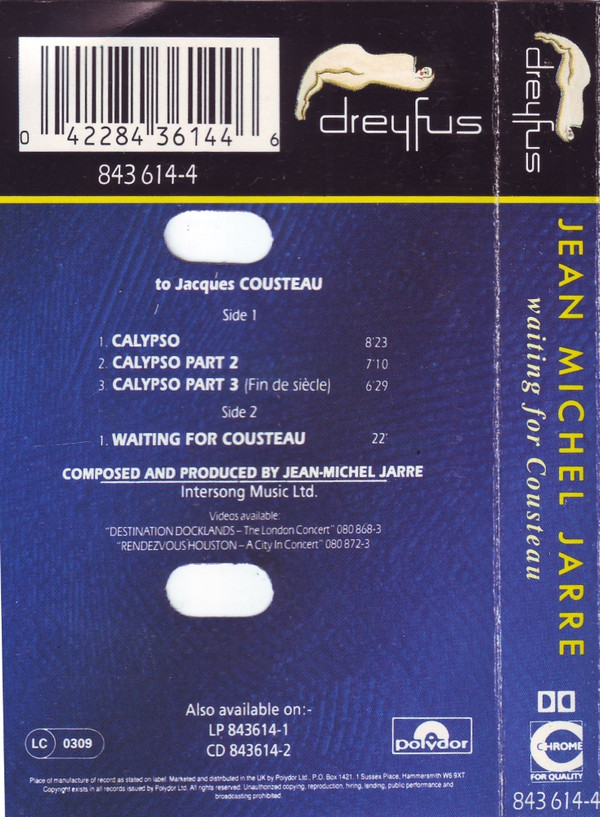 0 42284 36144 6
843 614-4
dreyfus
to Jacques COUSTEAU
Side 1
1. CALYPSO 8'23
2. CALYPSO PART 2 7'10
3. CALYPSO PART 3 (Fin de siècle) 6'29
Side 2
1. WAITING FOR COUSTEAU 22'
COMPOSED AND PRODUCED BY JEAN-MICHEL JARRE
Intersong Music Ltd.
Videos available:
"DESTINATION DOCKLANDS – The London Concert" 080 868-3
"RENDEZVOUS HOUSTON – A City In Concert" 080 872-3
Also available on:-
LP 843614-1
CD 843614-2
LC 0309
polydor
Place of manufacture of record as stated on label. Marketed and distributed in the UK by Polydor Ltd., P.O. Box 1421, 1 Sussex Place, Hammersmith W6 9XT
Copyright exists in all records issued by Polydor Ltd. All rights reserved. Unauthorized copying, reproduction, hiring, lending, public performance and
broadcasting prohibited.
dreyfus
JEAN MICHEL JARRE
waiting for Cousteau
CHROME
FOR QUALITY
843 614-4